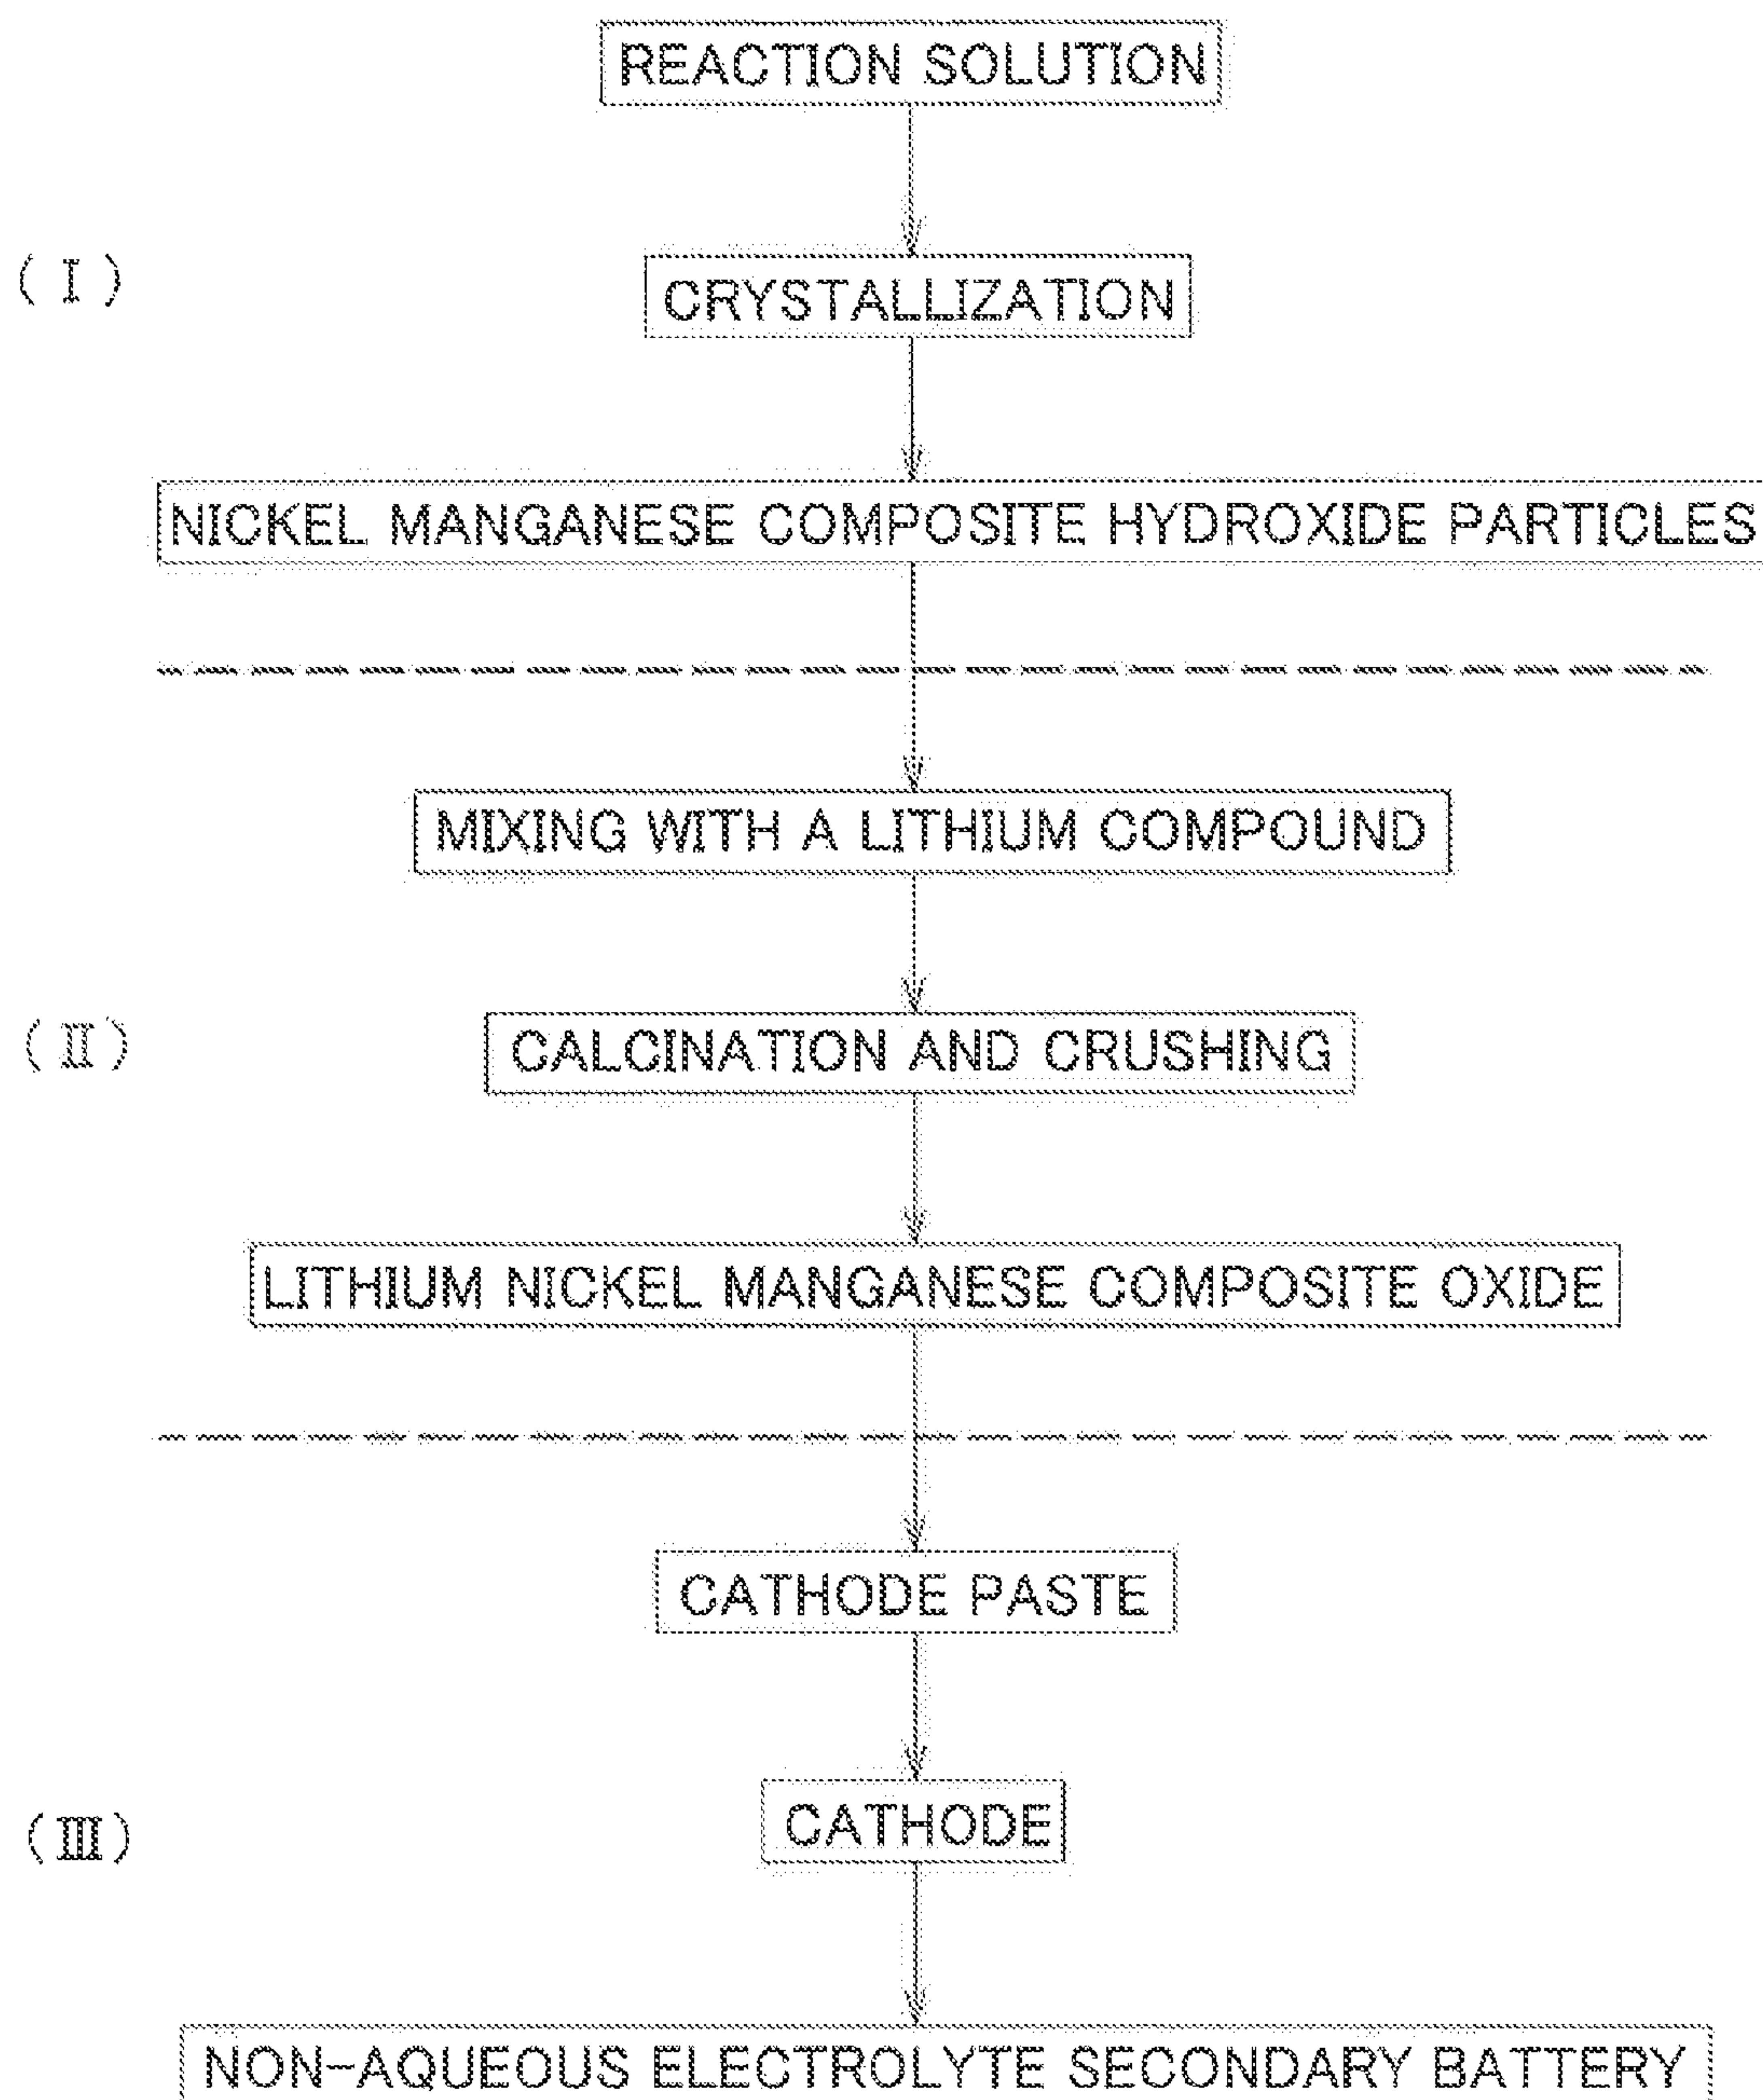 REACTION SOLUTION
( I )
CRYSTALLIZATION
NICKEL MANGANESE COMPOSITE HYDROXIDE PARTICLES
MIXING WITH A LITHIUM COMPOUND
( II )
CALCINATION AND CRUSHING
LITHIUM NICKEL MANGANESE COMPOSITE OXIDE
CATHODE PASTE
( III )
CATHODE
NON-AQUEOUS ELECTROLYTE SECONDARY BATTERY